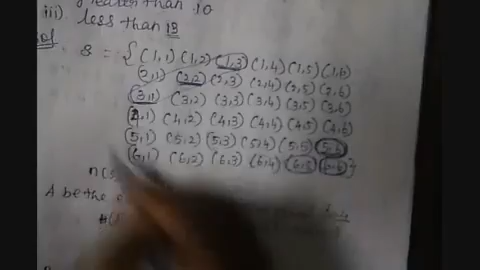 greater than 10
iii) less than 13
Sol
S = { (1,1) (1,2) (1,3) (1,4) (1,5) (1,6)
(2,1) (2,2) (2,3) (2,4) (2,5) (2,6)
(3,1) (3,2) (3,3) (3,4) (3,5) (3,6)
(4,1) (4,2) (4,3) (4,4) (4,5) (4,6)
(5,1) (5,2) (5,3) (5,4) (5,5) (5,6)
(6,1) (6,2) (6,3) (6,4) (6,5) (6,6) }
n(S
A be the